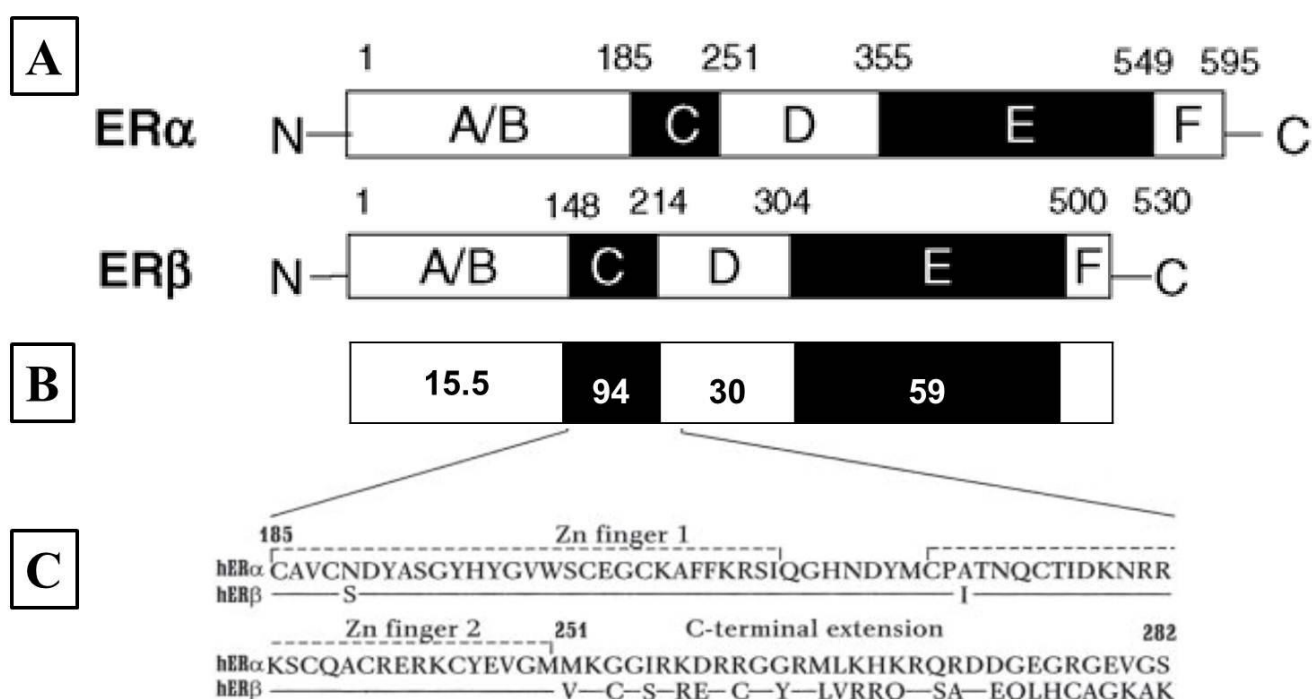 A
1 185 251 355 549 595
ERα N A/B C D E F C
1 148 214 304 500 530
ERβ N A/B C D E F C
B
15.5 94 30 59
C
185 Zn finger 1
hERα CAVCNDYASGYHYGVWSCEGCKAFFKRSIQGHNDYMCPATNQCTIDKNRR
hERβ S I
Zn finger 2 251 C-terminal extension 282
hERα KSCQACRERKCYEVGMMKGGIRKDRRGGRMLKHKRQRDDGEGRGEVGS
hERβ V—C—S—RE—C—Y—LVRRQ—SA—EQLHCAGKAK